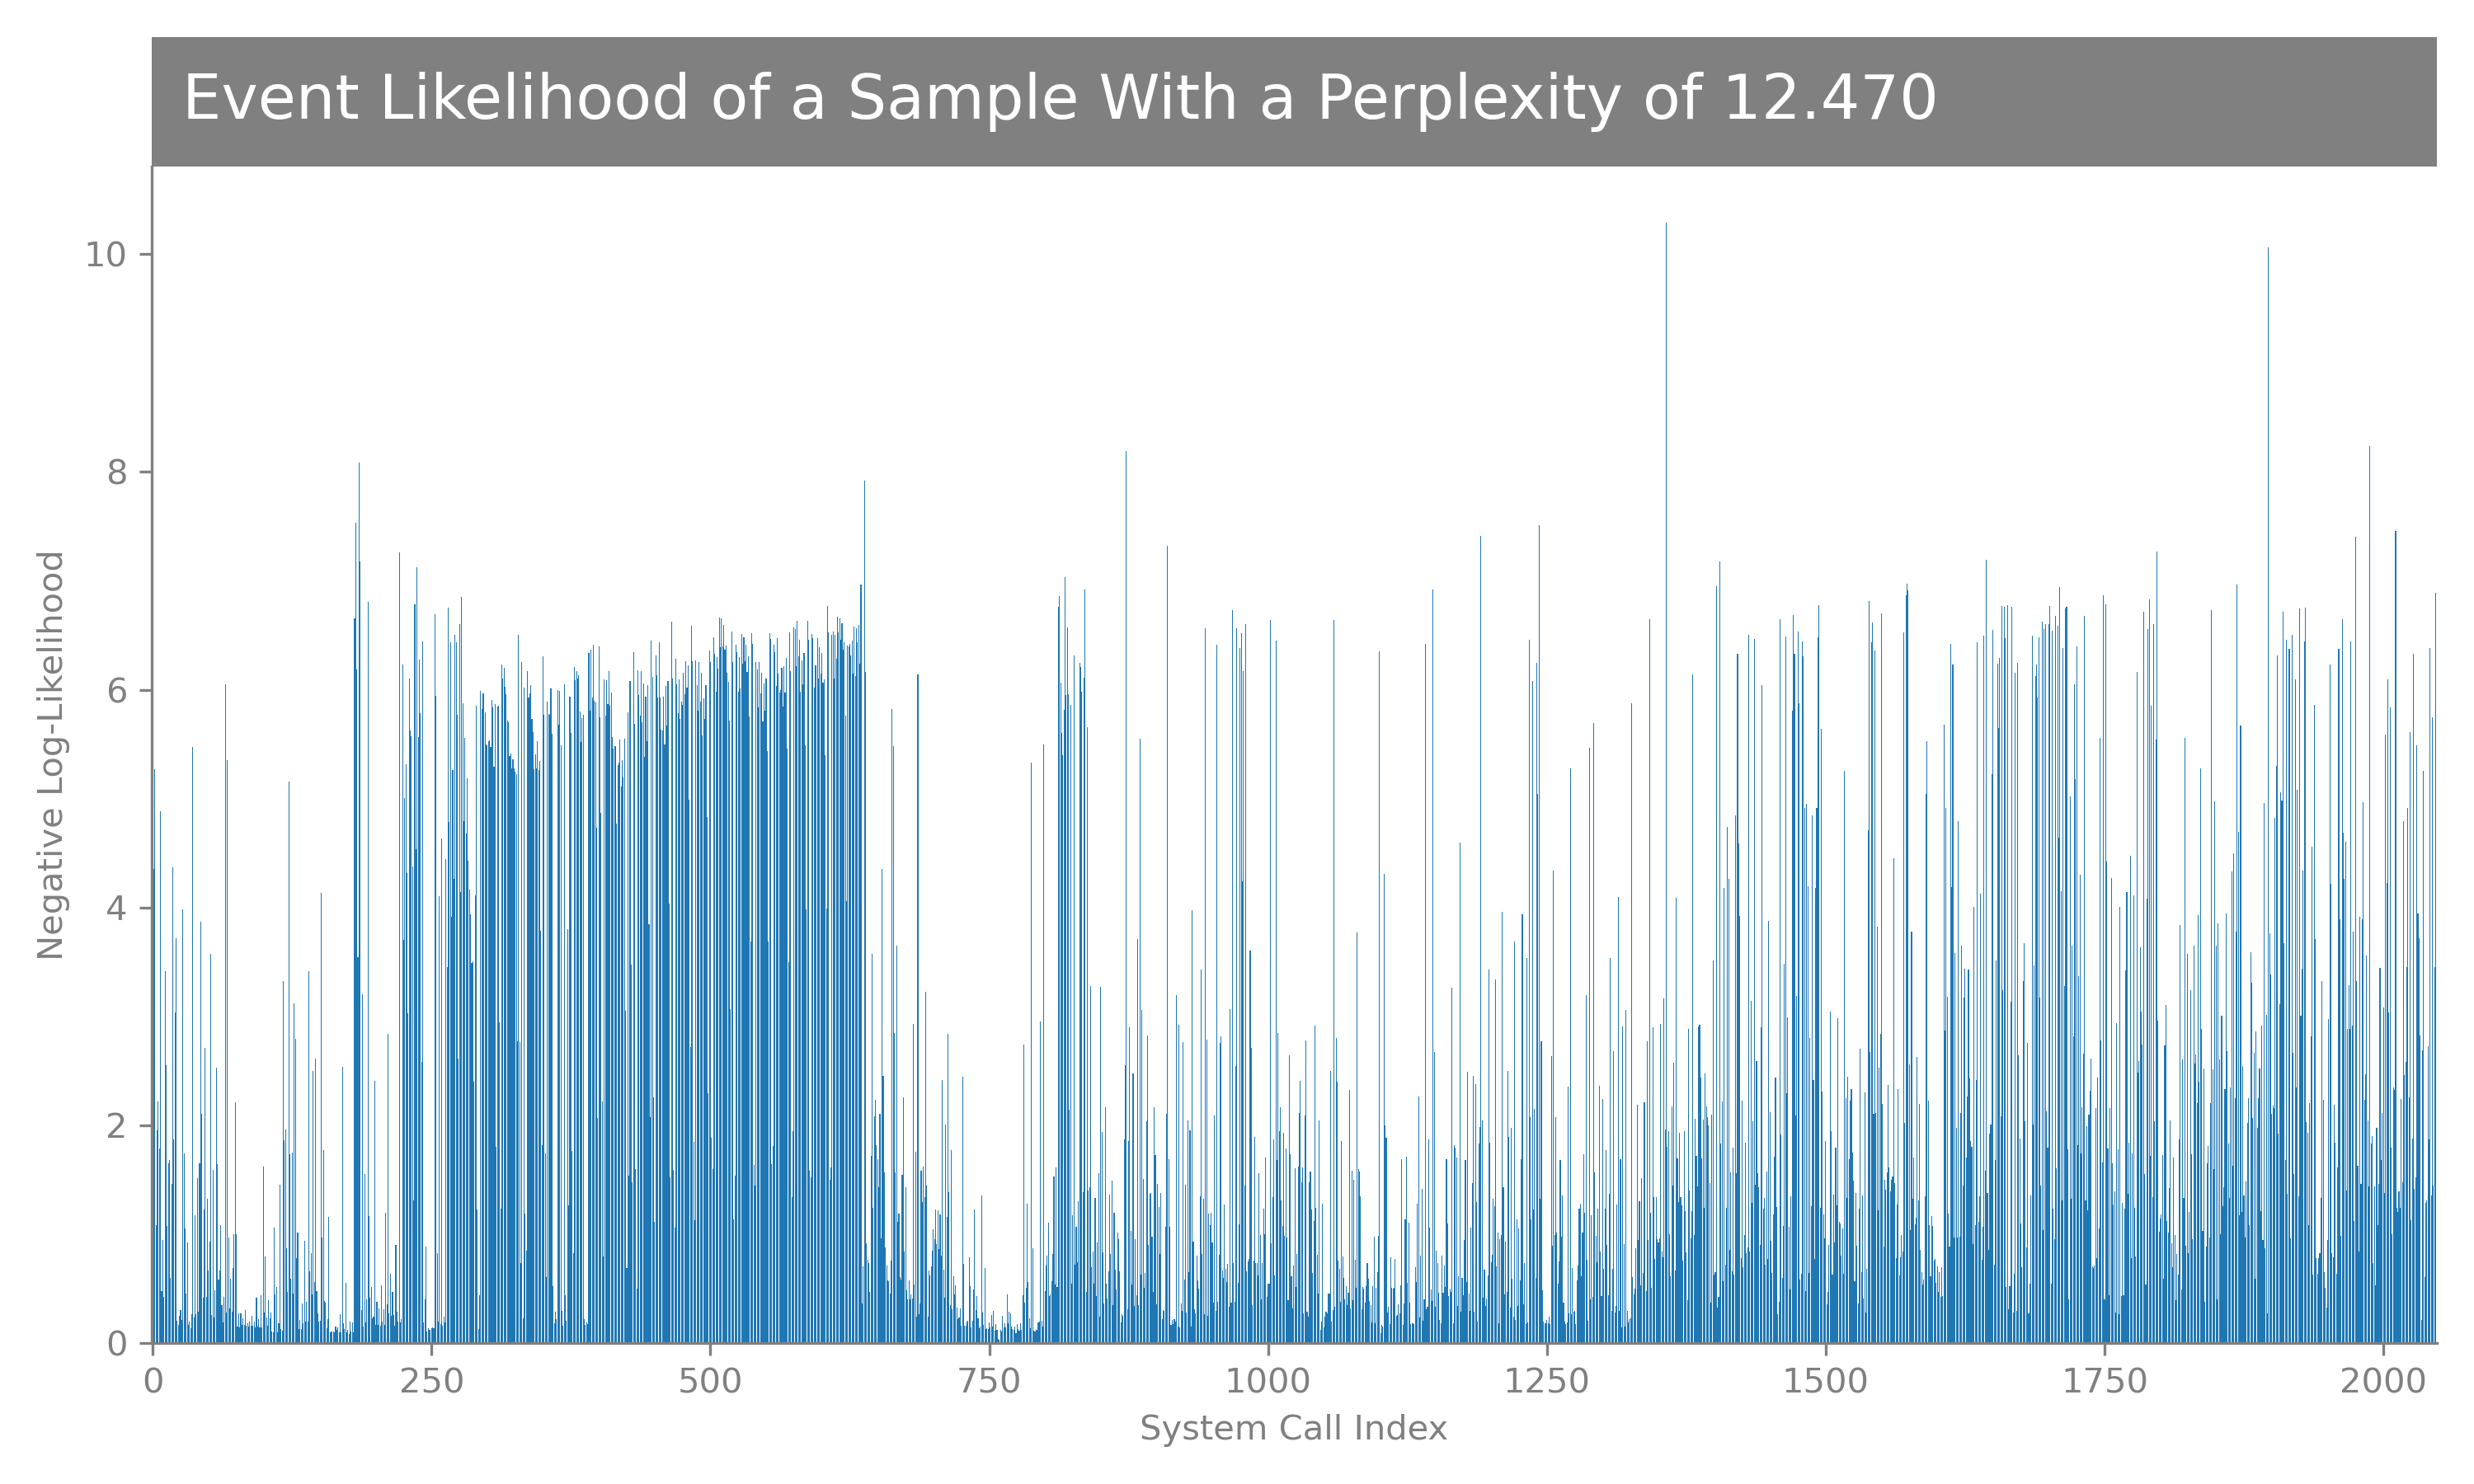 Event Likelihood of a Sample With a Perplexity of 12.470
10
8
6
4
2
0
Negative Log-Likelihood
0 250 500 750 1000 1250 1500 1750 2000
System Call Index